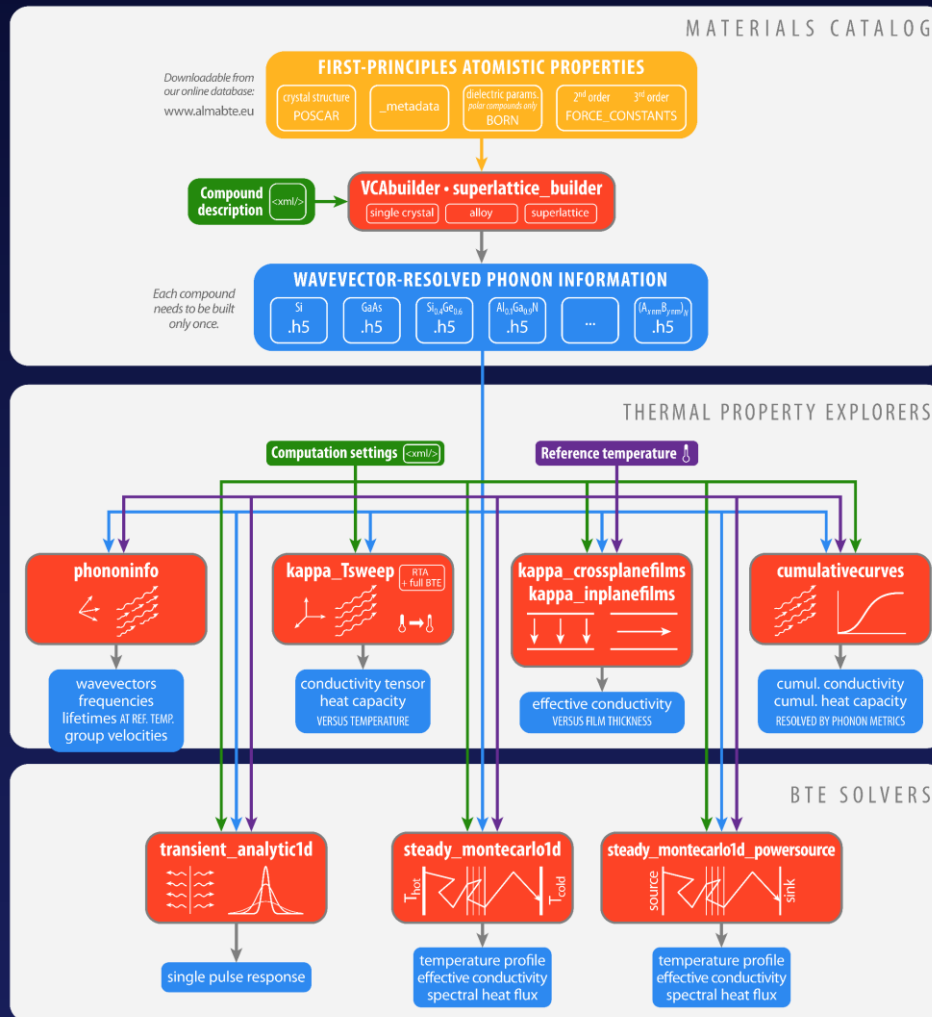 MATERIALS CATALOG
Downloadable from
our online database:
www.almabte.eu
FIRST-PRINCIPLES ATOMISTIC PROPERTIES
crystal structure
POSCAR
_metadata
dielectric params.
polar compounds only
BORN
2nd order 3rd order
FORCE_CONSTANTS
Compound
description
<xml/>
VCAbuilder • superlattice_builder
single crystal
alloy
superlattice
Each compound
needs to be built
only once.
WAVEVECTOR-RESOLVED PHONON INFORMATION
Si
.h5
GaAs
.h5
Si0.4Ge0.6
.h5
Al0.1Ga0.9N
.h5
...
(Ax nmBy nm)N
.h5
THERMAL PROPERTY EXPLORERS
Computation settings <xml/>
Reference temperature
phononinfo
wavevectors
frequencies
lifetimes AT REF. TEMP.
group velocities
kappa_Tsweep
RTA
+ full BTE
conductivity tensor
heat capacity
VERSUS TEMPERATURE
kappa_crossplanefilms
kappa_inplanefilms
effective conductivity
VERSUS FILM THICKNESS
cumulativecurves
cumul. conductivity
cumul. heat capacity
RESOLVED BY PHONON METRICS
BTE SOLVERS
transient_analytic1d
single pulse response
steady_montecarlo1d
Thot
Tcold
temperature profile
effective conductivity
spectral heat flux
steady_montecarlo1d_powersource
source
sink
temperature profile
effective conductivity
spectral heat flux